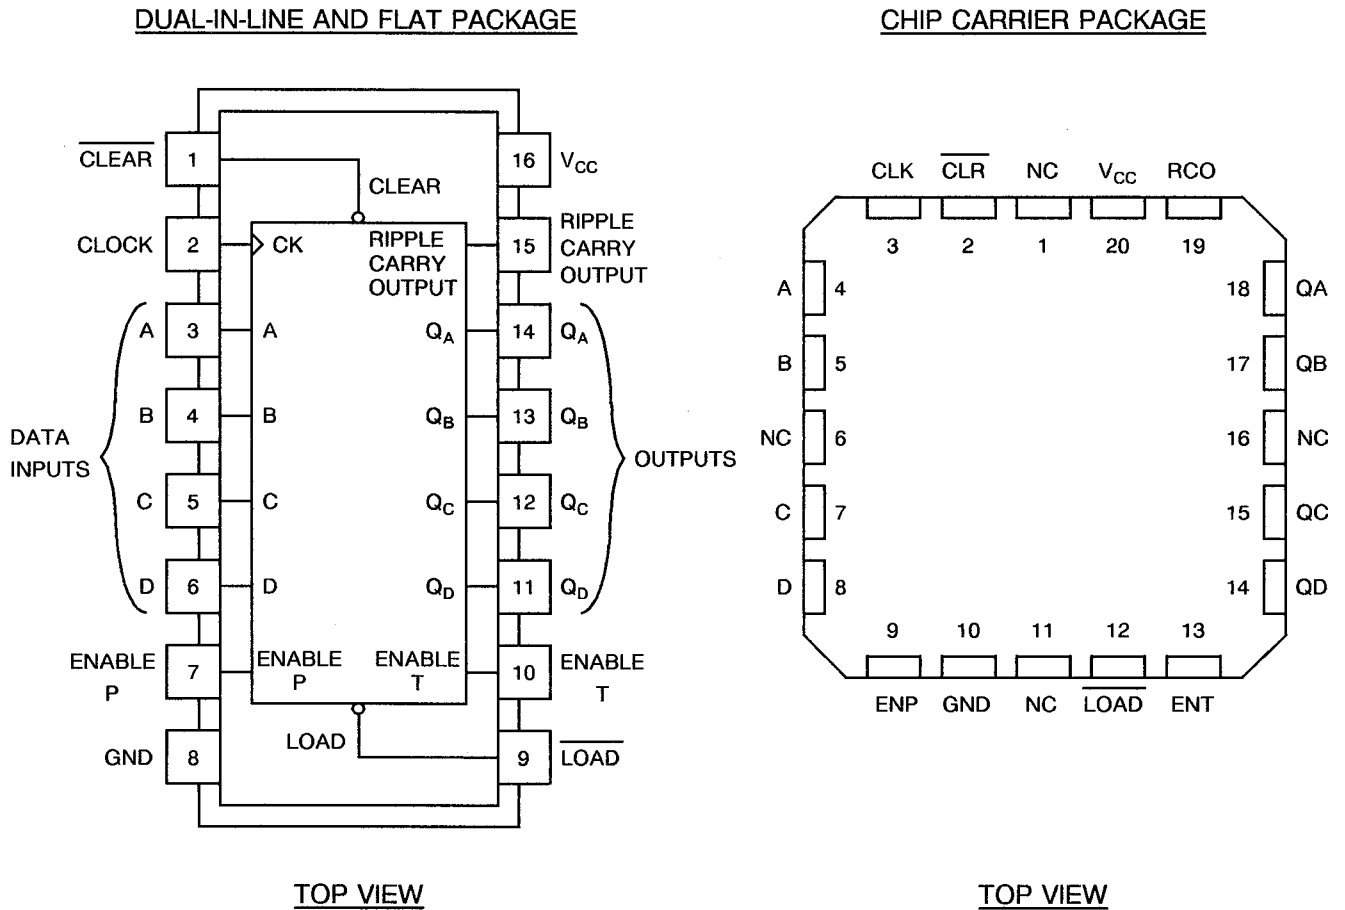 DUAL-IN-LINE AND FLAT PACKAGE
CLEAR 1 16 VCC
CLEAR
CLOCK 2 CK RIPPLE CARRY OUTPUT 15 RIPPLE CARRY OUTPUT
A 3 A QA 14 QA
B 4 B QB 13 QB
DATA INPUTS
OUTPUTS
C 5 C QC 12 QC
D 6 D QD 11 QD
ENABLE P 7 ENABLE P ENABLE T 10 ENABLE T
LOAD
GND 8 9 LOAD
TOP VIEW
CHIP CARRIER PACKAGE
CLK CLR NC VCC RCO
3 2 1 20 19
A 4 18 QA
B 5 17 QB
NC 6 16 NC
C 7 15 QC
D 8 14 QD
9 10 11 12 13
ENP GND NC LOAD ENT
TOP VIEW